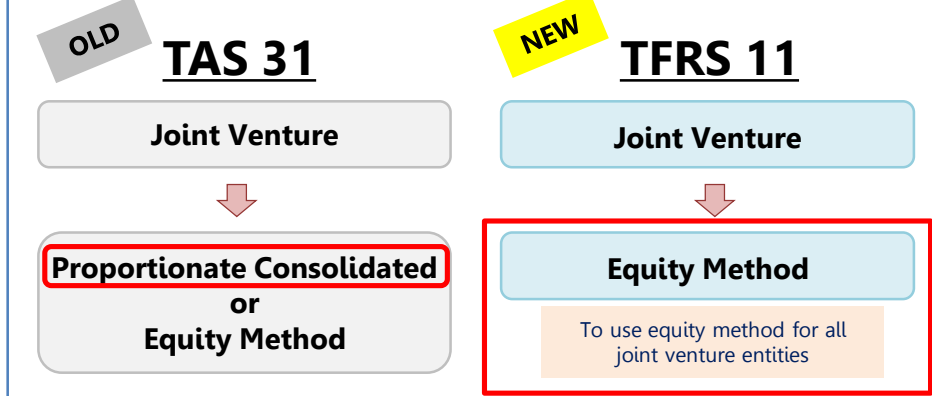 OLD
TAS 31
Joint Venture
Proportionate Consolidated
or
Equity Method
NEW
TFRS 11
Joint Venture
Equity Method
To use equity method for all
joint venture entities